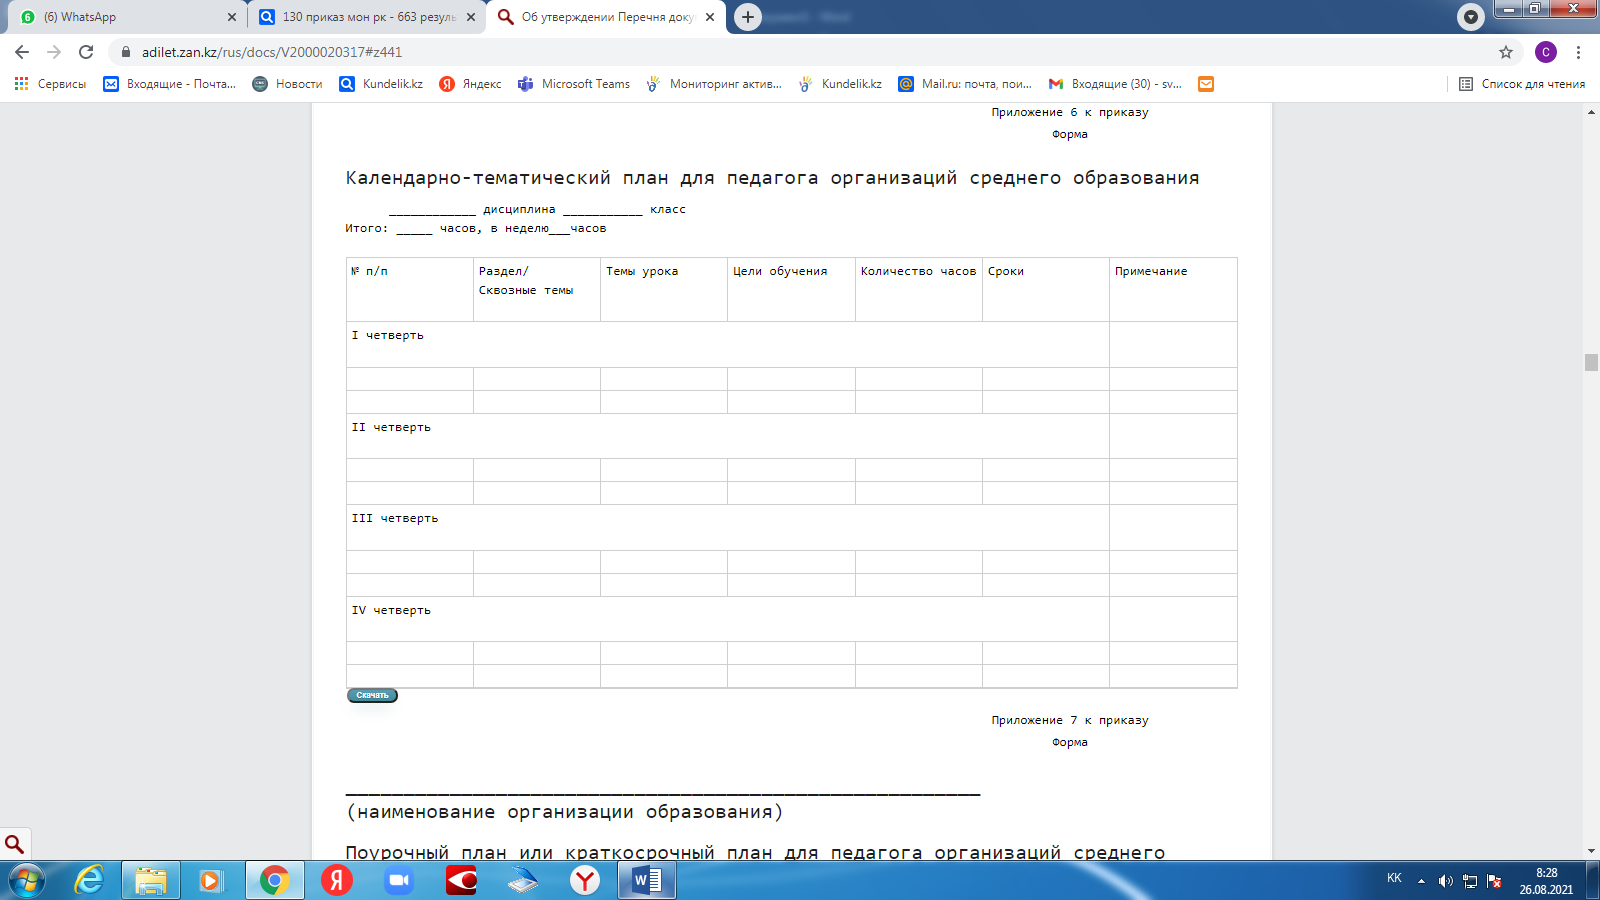 (6) WhatsApp
130 приказ мон рк - 663 резуль
Об утверждении Перечня доку
adilet.zan.kz/rus/docs/V2000020317#z441
C
Сервисы
Входящие - Почта...
Новости
Kundelik.kz
Яндекс
Microsoft Teams
Мониторинг актив...
Kundelik.kz
Mail.ru: почта, пои...
Входящие (30) - sv...
Список для чтения
Приложение 6 к приказу
Форма
Календарно-тематический план для педагога организаций среднего образования
____________ дисциплина ___________ класс
Итого: _____ часов, в неделю___часов
№ п/п
Раздел/
Сквозные темы
Темы урока
Цели обучения
Количество часов
Сроки
Примечание
I четверть
II четверть
III четверть
IV четверть
Скачать
Приложение 7 к приказу
Форма
(наименование организации образования)
Поурочный план или краткосрочный план для педагога организаций среднего
KK
8:28
26.08.2021